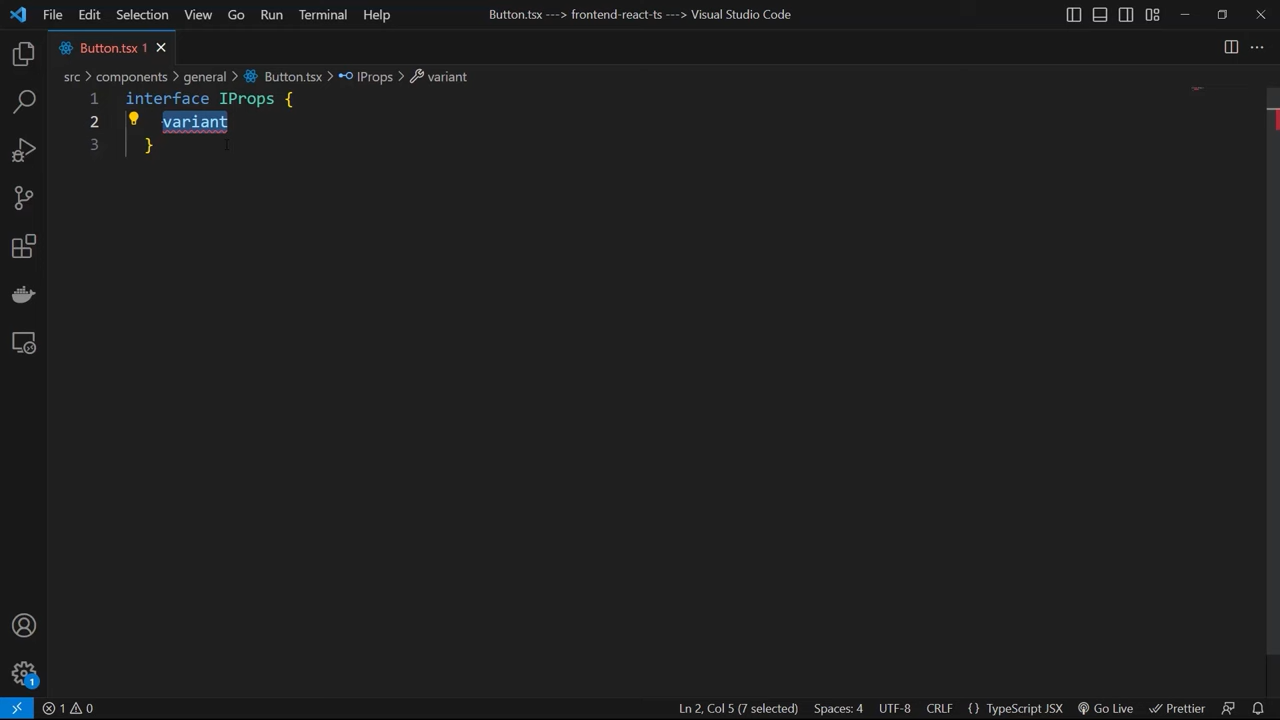 File Edit Selection View Go Run Terminal Help Button.tsx ---> frontend-react-ts ---> Visual Studio Code
Button.tsx 1
src > components > general > Button.tsx > IProps > variant
1 interface IProps {
2 variant
3 }
1
1 0 Ln 2, Col 5 (7 selected) Spaces: 4 UTF-8 CRLF {} TypeScript JSX Go Live Prettier